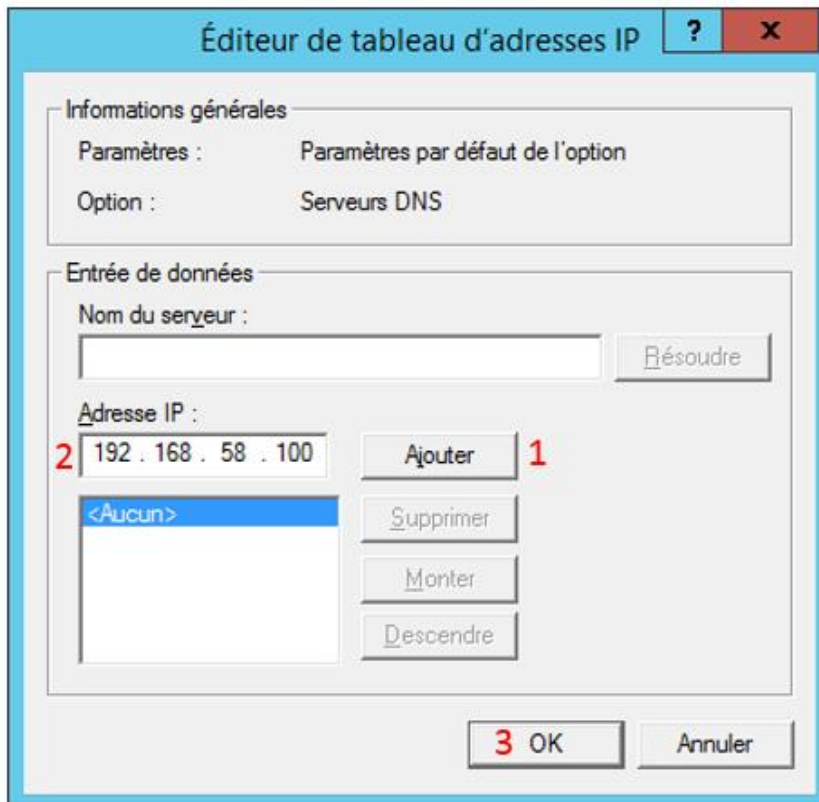 Éditeur de tableau d'adresses IP ? x
Informations générales
Paramètres : Paramètres par défaut de l'option
Option : Serveurs DNS
Entrée de données
Nom du serveur :
Résoudre
Adresse IP :
2 192 . 168 . 58 . 100 Ajouter 1
<Aucun> Supprimer
Monter
Descendre
3 OK Annuler